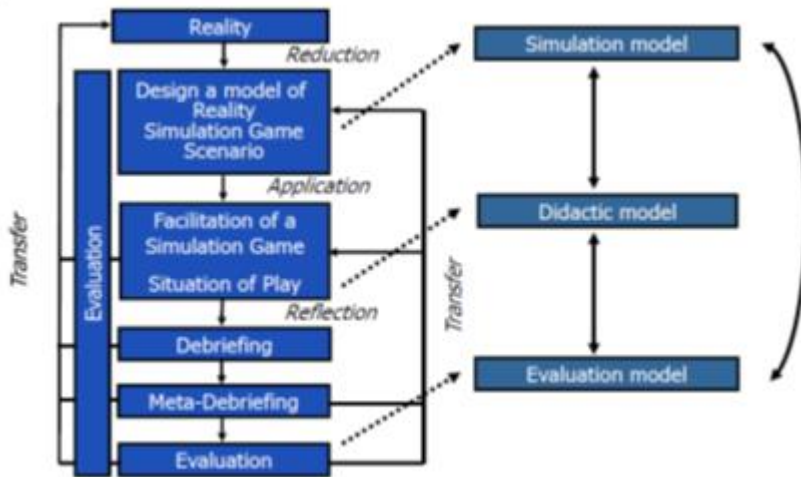 Reality
Reduction
Simulation model
Design a model of
Reality
Simulation Game
Scenario
Application
Facilitation of a
Simulation Game
Situation of Play
Didactic model
Reflection
Debriefing
Meta-Debriefing
Evaluation
Evaluation model
Evaluation
Transfer
Transfer